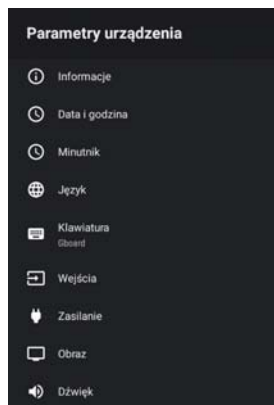 Parametry urządzenia
Informacje
Data i godzina
Minutnik
Język
Klawiatura
Gboard
Wejścia
Zasilanie
Obraz
Dźwięk